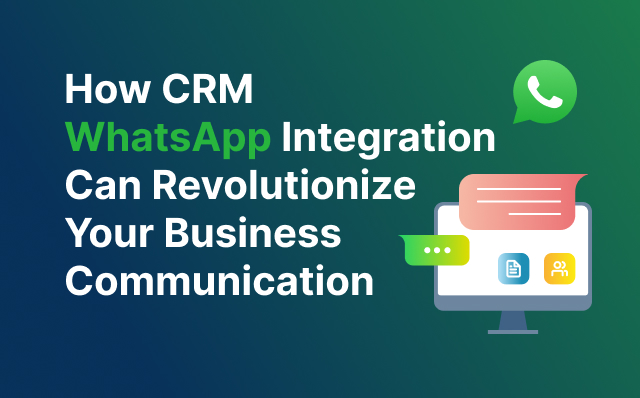 How CRM
WhatsApp Integration
Can Revolutionize
Your Business
Communication